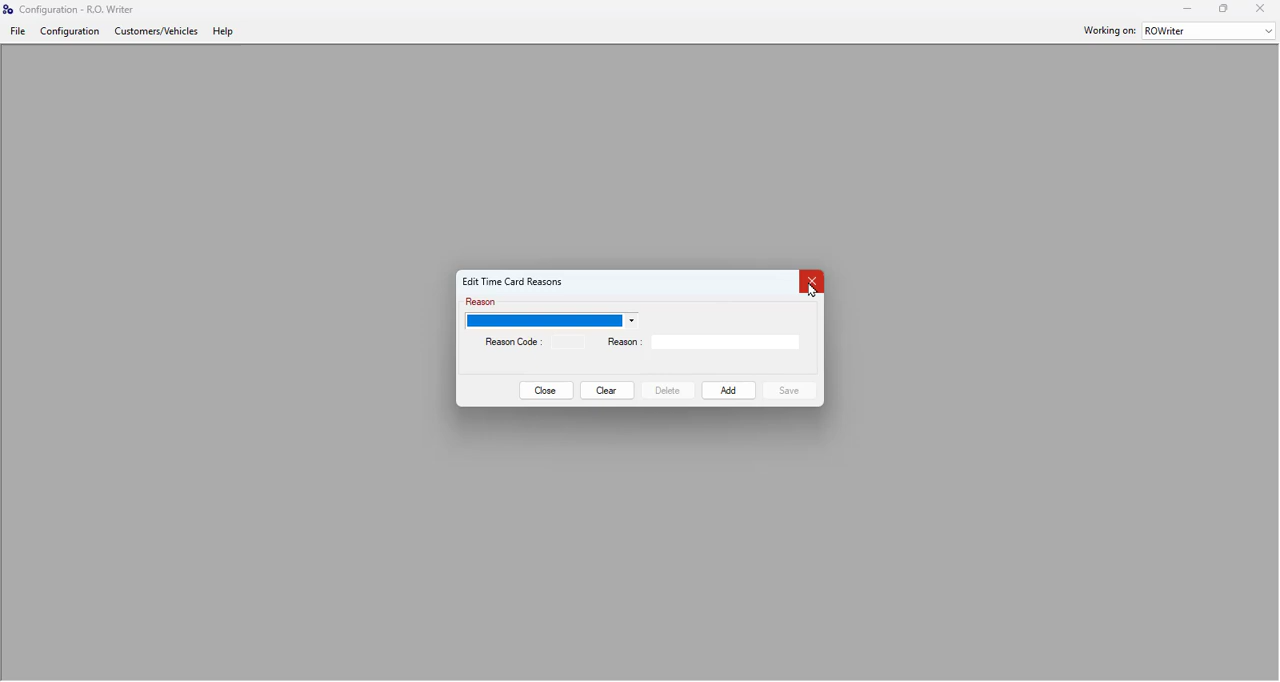 Configuration - R.O. Writer
File Configuration Customers/Vehicles Help Working on: ROWriter
Edit Time Card Reasons
Reason
Reason Code : Reason :
Close Clear Delete Add Save